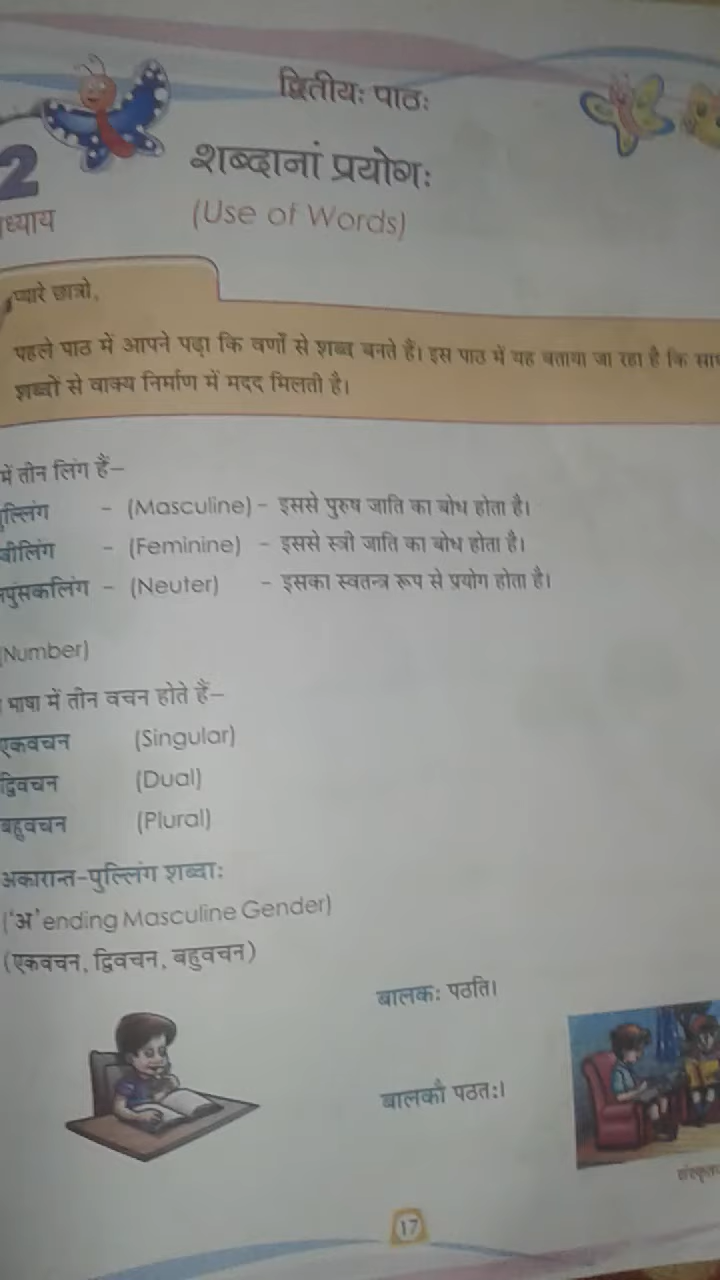 द्वितीयः पाठः
2
शब्दानां प्रयोगः
(Use of Words)
प्यारे छात्रो,
पहले पाठ में आपने पढ़ा कि वर्णों से शब्द बनते हैं। इस पाठ में यह बताया जा रहा है कि
शब्दों से वाक्य निर्माण में मदद मिलती है।
में तीन लिंग हैं–
– (Masculine) – इससे पुरुष जाति का बोध होता है।
– (Feminine) – इससे स्त्री जाति का बोध होता है।
नपुंसकलिंग – (Neuter) – इसका स्वतन्त्र रूप से प्रयोग होता है।
(Number)
भाषा में तीन वचन होते हैं–
एकवचन (Singular)
द्विवचन (Dual)
बहुवचन (Plural)
अकारान्त-पुल्लिंग शब्दाः
('अ' ending Masculine Gender)
(एकवचन, द्विवचन, बहुवचन)
बालकः पठति।
बालकौ पठतः।
17